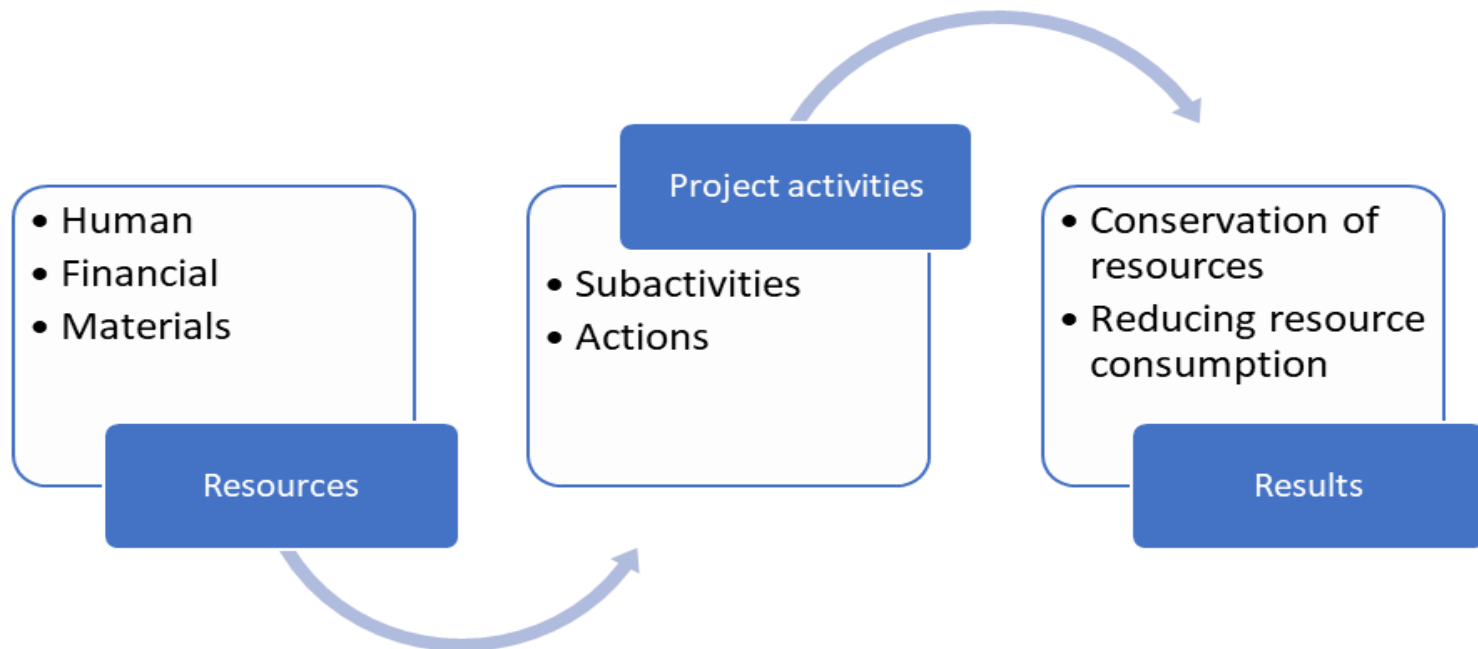 • Human
• Financial
• Materials
Resources
Project activities
• Subactivities
• Actions
• Conservation of
resources
• Reducing resource
consumption
Results